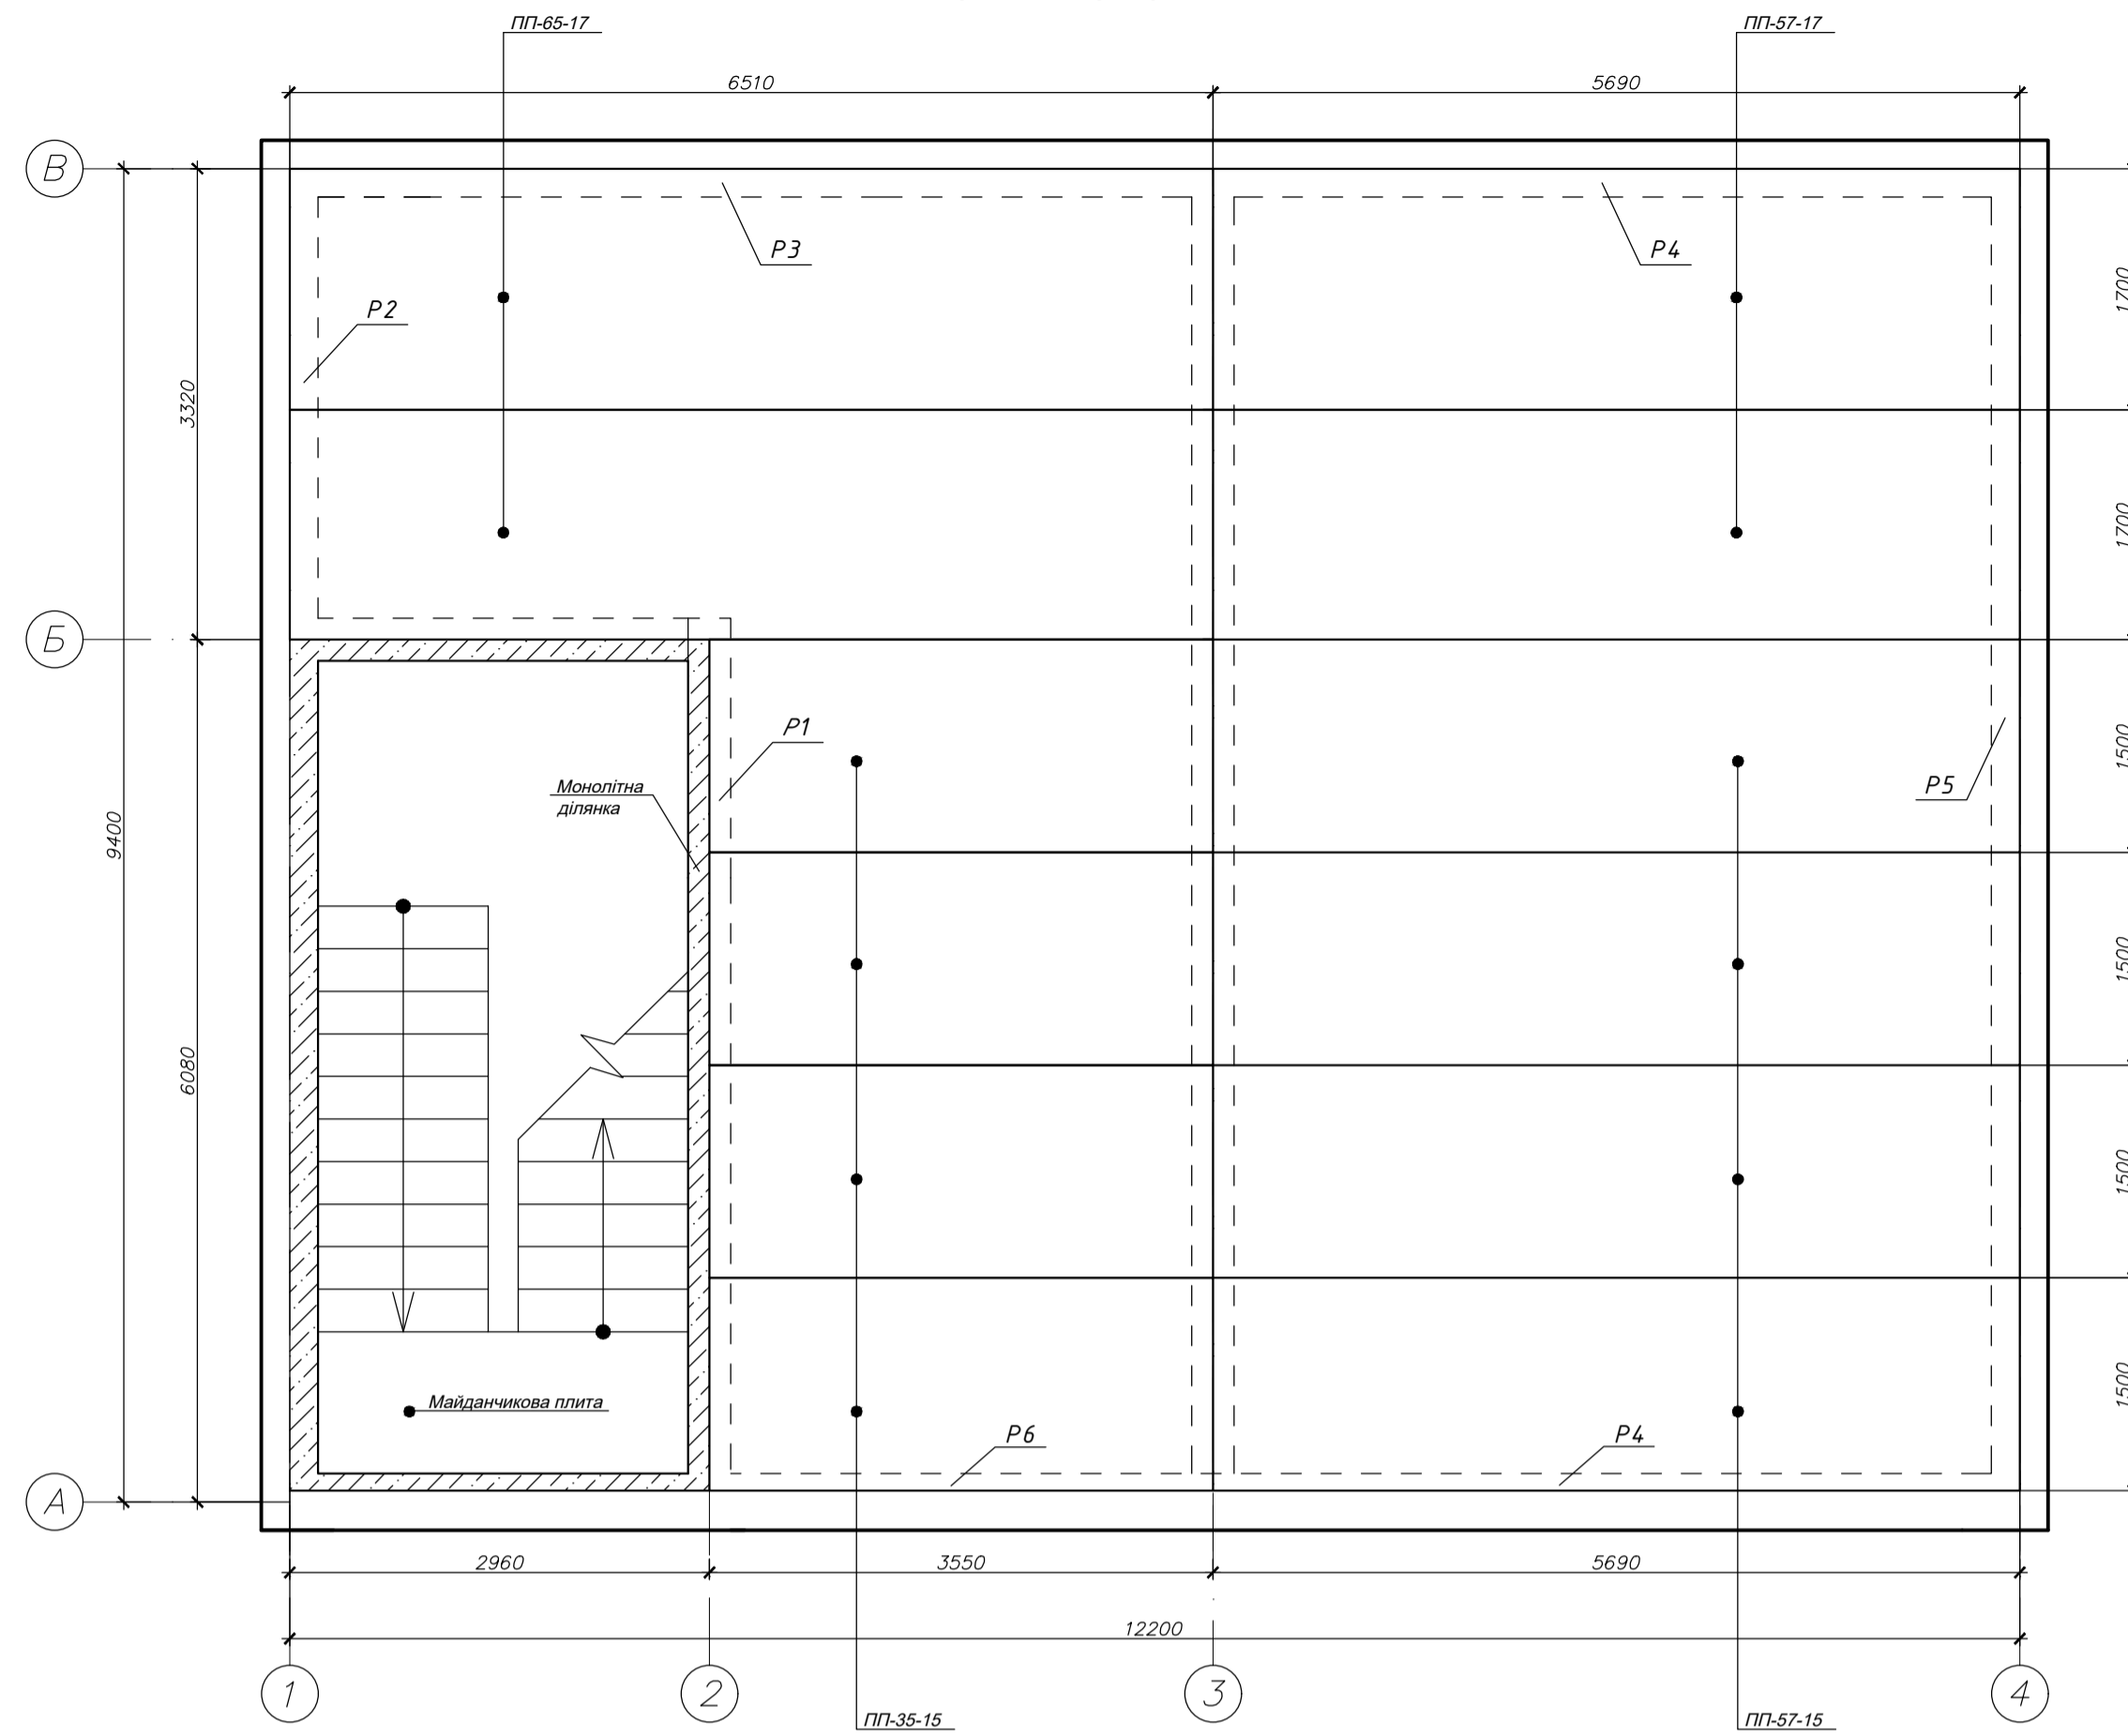 ПП-65-17
ПП-57-17
6510
5690
В
Р3
Р4
1700
Р2
3320
1700
Б
Р1
1500
Монолітна
ділянка
Р5
9400
1500
6080
1500
Майданчикова плита
Р6
Р4
1500
А
2960
3550
5690
12200
1
2
3
4
ПП-35-15
ПП-57-15